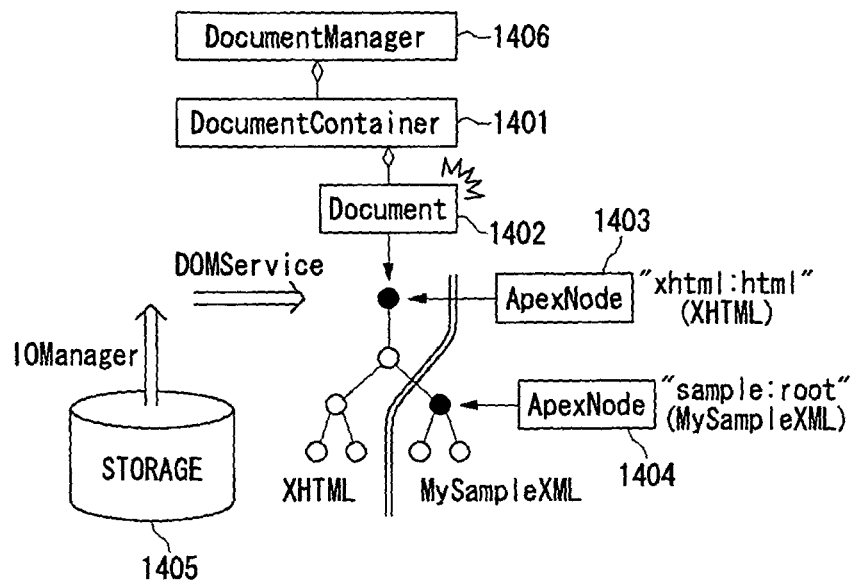 DocumentManager
1406
DocumentContainer
1401
Document
1402
1403
DOMService
ApexNode
"xhtml:html"
(XHTML)
IOManager
ApexNode
"sample:root"
(MySampleXML)
STORAGE
XHTML
MySampleXML
1404
1405